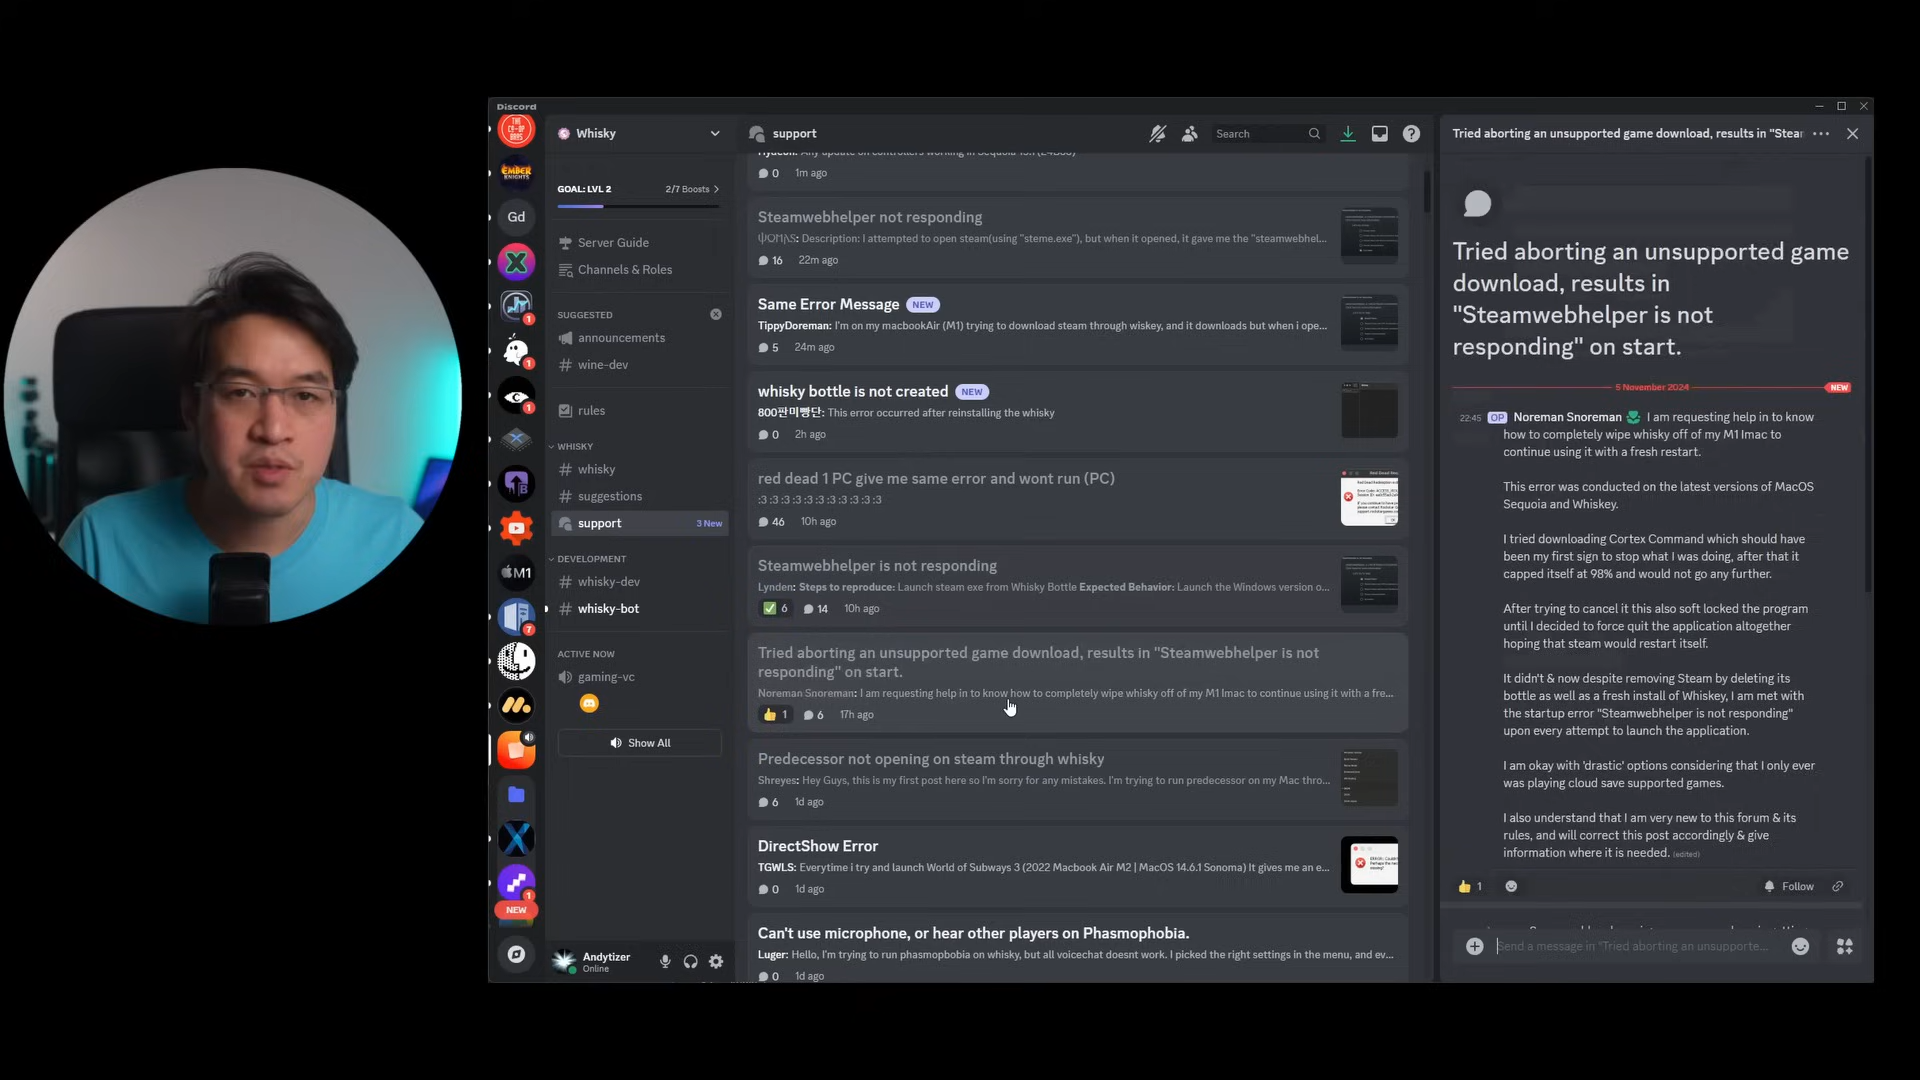 Discord
THE CO-OP BROS
EMBER KNIGHTS
Gd
1
1
1
M1
7
1
NEW
Whisky
GOAL: LVL 2
2/7 Boosts
Server Guide
Channels & Roles
SUGGESTED
announcements
wine-dev
rules
WHISKY
whisky
suggestions
support
3 New
DEVELOPMENT
whisky-dev
whisky-bot
ACTIVE NOW
gaming-vc
Show All
Andytizer
Online
support
Search
0 1m ago
Steamwebhelper not responding
Description: I attempted to open steam(using "steme.exe"), but when it opened, it gave me the "steamwebhel...
16 22m ago
Same Error Message NEW
TippyDoreman: I'm on my macbookAir (M1) trying to download steam through wiskey, and it downloads but when i ope...
5 24m ago
whisky bottle is not created NEW
800판미빵단: This error occurred after reinstalling the whisky
0 2h ago
red dead 1 PC give me same error and wont run (PC)
:3 :3 :3 :3 :3 :3 :3 :3 :3 :3 :3
46 10h ago
Steamwebhelper is not responding
Lynden: Steps to reproduce: Launch steam exe from Whisky Bottle Expected Behavior: Launch the Windows version o...
6 14 10h ago
Tried aborting an unsupported game download, results in "Steamwebhelper is not
responding" on start.
Noreman Snoreman: I am requesting help in to know how to completely wipe whisky off of my M1 Imac to continue using it with a fre...
1 6 17h ago
Predecessor not opening on steam through whisky
Shreyes: Hey Guys, this is my first post here so I'm sorry for any mistakes. I'm trying to run predecessor on my Mac thro...
6 1d ago
DirectShow Error
TGWLS: Everytime i try and launch World of Subways 3 (2022 Macbook Air M2 | MacOS 14.6.1 Sonoma) It gives me an e...
0 1d ago
Can't use microphone, or hear other players on Phasmophobia.
Luger: Hello, I'm trying to run phasmopbobia on whisky, but all voicechat doesnt work. I picked the right settings in the menu, and ev...
0 1d ago
Tried aborting an unsupported game download, results in "Stear
Tried aborting an unsupported game
download, results in
"Steamwebhelper is not
responding" on start.
5 November 2024 NEW
22:45 OP Noreman Snoreman I am requesting help in to know
how to completely wipe whisky off of my M1 Imac to
continue using it with a fresh restart.
This error was conducted on the latest versions of MacOS
Sequoia and Whiskey.
I tried downloading Cortex Command which should have
been my first sign to stop what I was doing, after that it
capped itself at 98% and would not go any further.
After trying to cancel it this also soft locked the program
until I decided to force quit the application altogether
hoping that steam would restart itself.
It didn't & now despite removing Steam by deleting its
bottle as well as a fresh install of Whiskey, I am met with
the startup error "Steamwebhelper is not responding"
upon every attempt to launch the application.
I am okay with 'drastic' options considering that I only ever
was playing cloud save supported games.
I also understand that I am very new to this forum & its
rules, and will correct this post accordingly & give
information where it is needed. (edited)
1
Follow
Send a message in "Tried aborting an unsupporte...